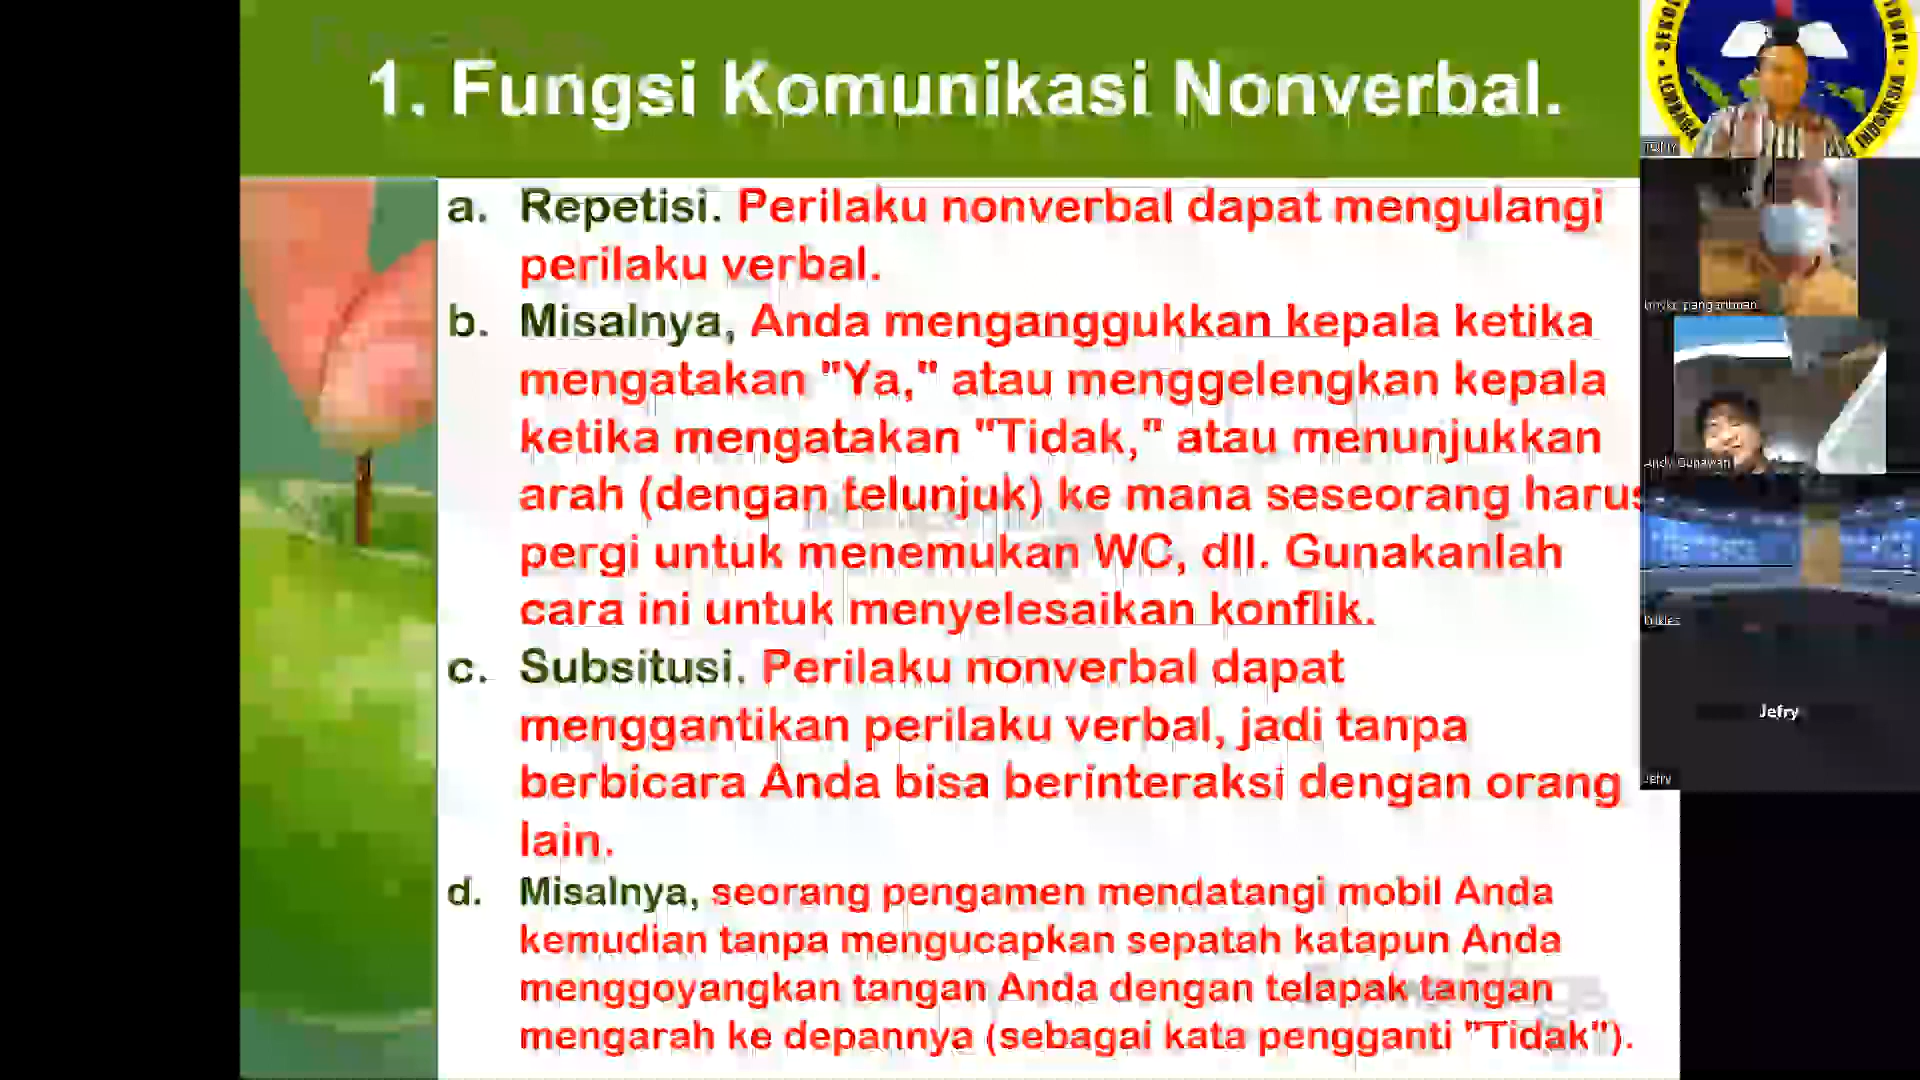 1. Fungsi Komunikasi Nonverbal.
a. Repetisi. Perilaku nonverbal dapat mengulangi
perilaku verbal.
b. Misalnya, Anda menganggukkan kepala ketika
mengatakan "Ya," atau menggelengkan kepala
ketika mengatakan "Tidak," atau menunjukkan
arah (dengan telunjuk) ke mana seseorang harus
pergi untuk menemukan WC, dll. Gunakanlah
cara ini untuk menyelesaikan konflik.
c. Subsitusi. Perilaku nonverbal dapat
menggantikan perilaku verbal, jadi tanpa
berbicara Anda bisa berinteraksi dengan orang
lain.
d. Misalnya, seorang pengamen mendatangi mobil Anda
kemudian tanpa mengucapkan sepatah katapun Anda
menggoyangkan tangan Anda dengan telapak tangan
mengarah ke depannya (sebagai kata pengganti "Tidak").
LEMBAGA
INDONESIA
Andy Gunawan
Jefry
Jefry